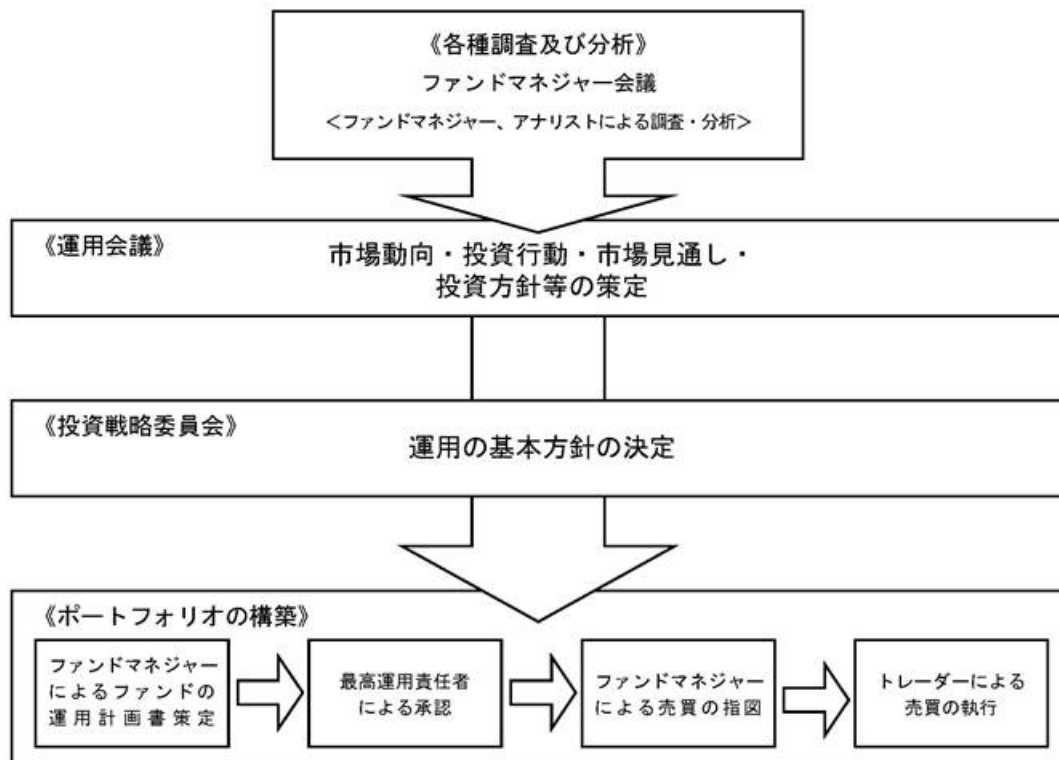 《各種調査及び分析》
ファンドマネジャー会議
＜ファンドマネジャー、アナリストによる調査・分析＞
《運用会議》
市場動向・投資行動・市場見通し・
投資方針等の策定
《投資戦略委員会》
運用の基本方針の決定
《ポートフォリオの構築》
ファンドマネジャー
によるファンドの
運用計画書策定
最高運用責任者
による承認
ファンドマネジャー
による売買の指図
トレーダーによる
売買の執行